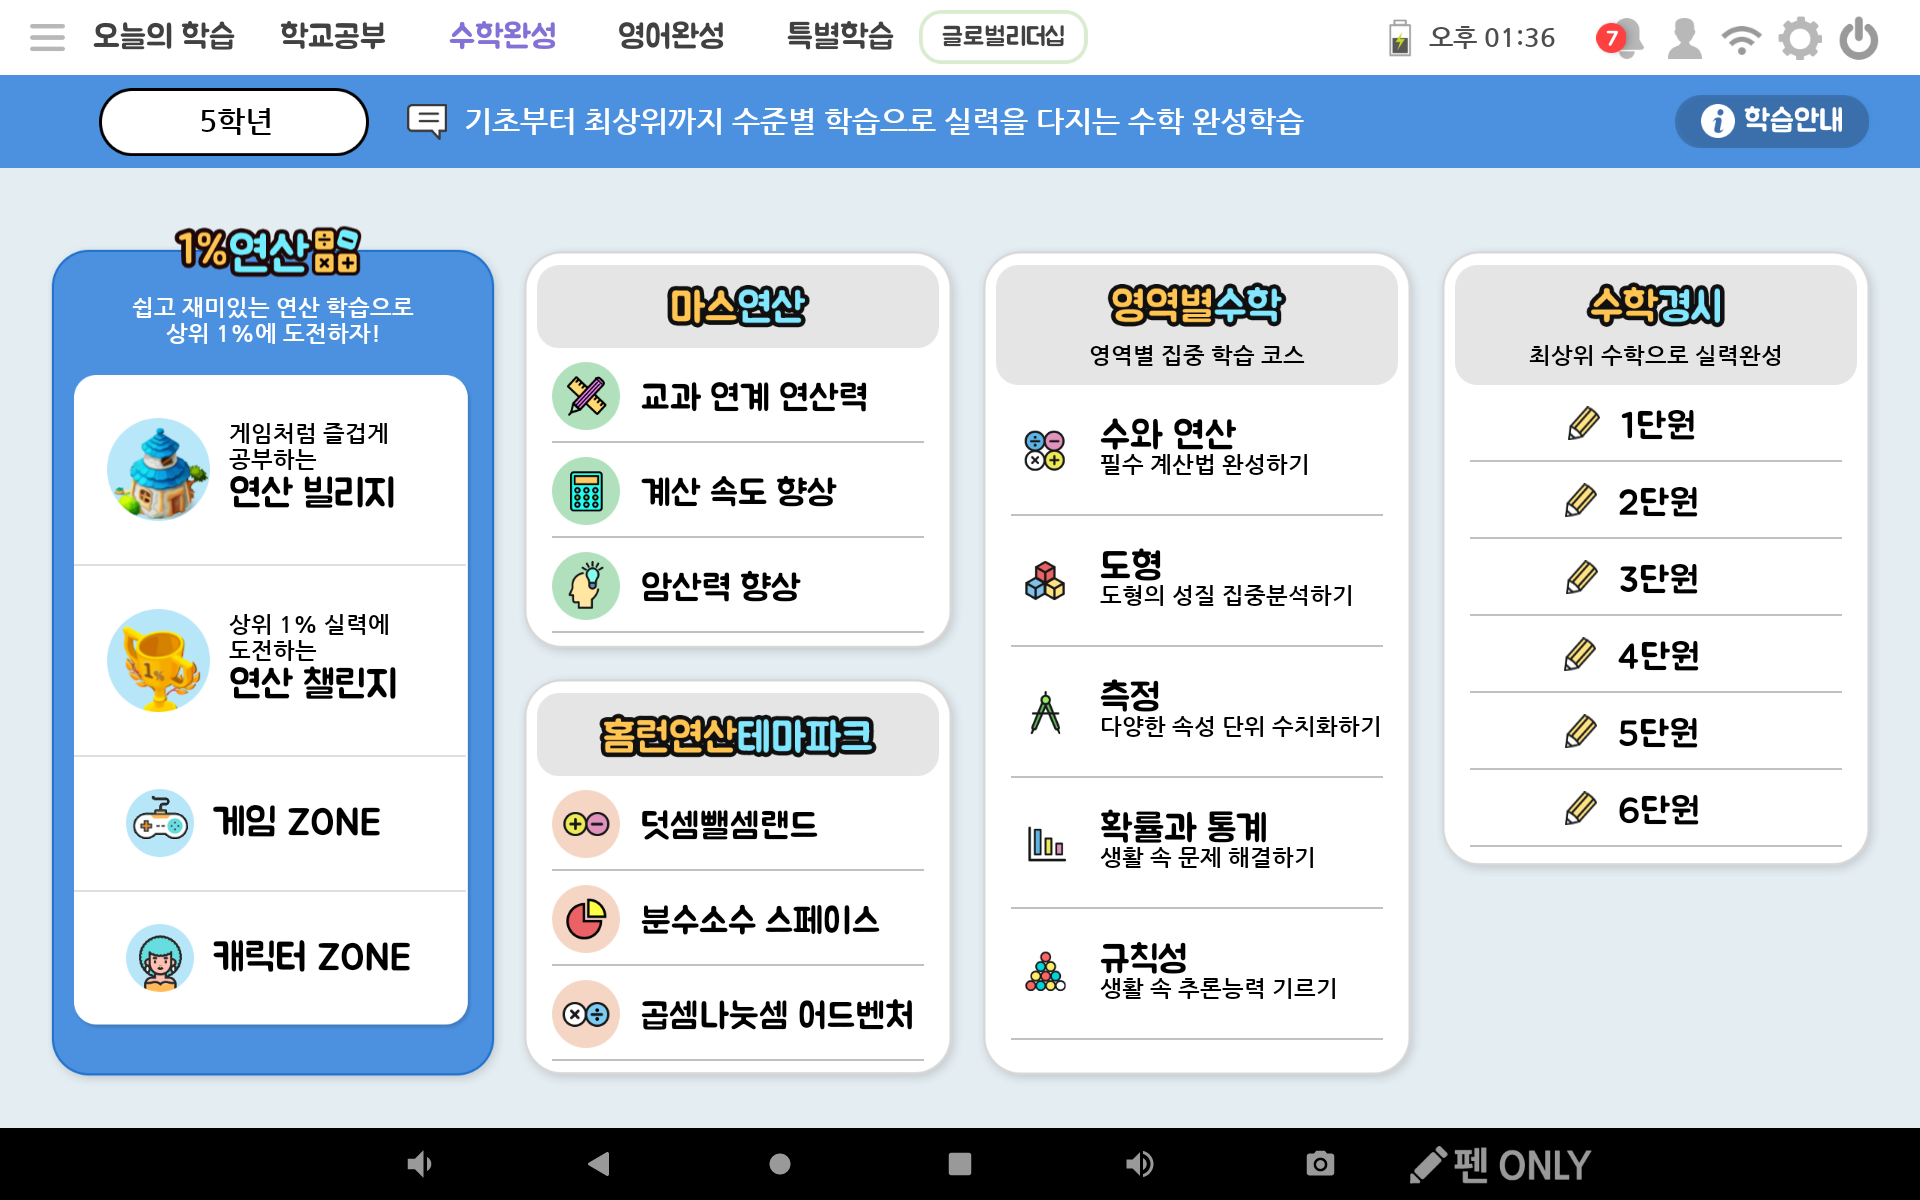 오늘의 학습
학교공부
수학완성
영어완성
특별학습
글로벌리더십
오후 01:36
7
5학년
기초부터 최상위까지 수준별 학습으로 실력을 다지는 수학 완성학습
i 학습안내
1%연산
쉽고 재미있는 연산 학습으로
상위 1%에 도전하자!
게임처럼 즐겁게
공부하는
연산 빌리지
1%
상위 1% 실력에
도전하는
연산 챌린지
게임 ZONE
캐릭터 ZONE
마스연산
교과 연계 연산력
계산 속도 향상
암산력 향상
홈런연산테마파크
덧셈뺄셈랜드
분수소수 스페이스
곱셈나눗셈 어드벤처
영역별수학
영역별 집중 학습 코스
수와 연산
필수 계산법 완성하기
도형
도형의 성질 집중분석하기
측정
다양한 속성 단위 수치화하기
확률과 통계
생활 속 문제 해결하기
규칙성
생활 속 추론능력 기르기
수학경시
최상위 수학으로 실력완성
1단원
2단원
3단원
4단원
5단원
6단원
펜 ONLY